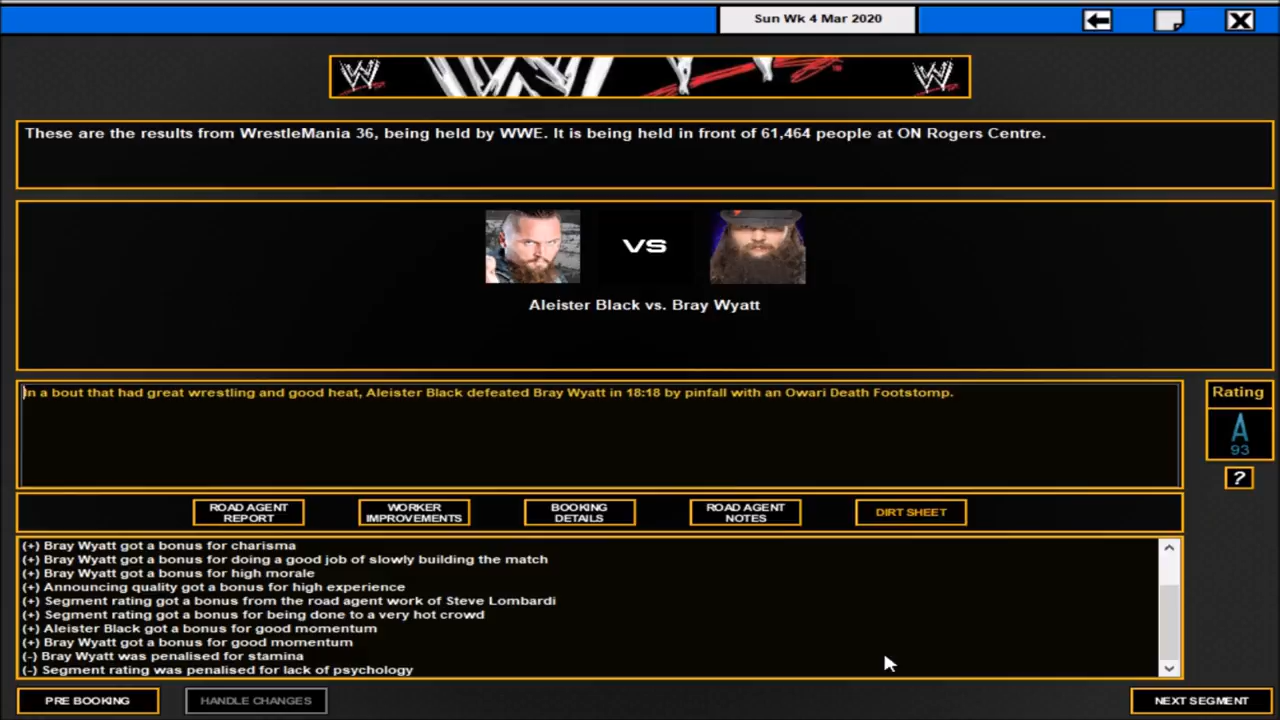 Sun Wk 4 Mar 2020
These are the results from WrestleMania 36, being held by WWE. It is being held in front of 61,464 people at ON Rogers Centre.
VS
Aleister Black vs. Bray Wyatt
In a bout that had great wrestling and good heat, Aleister Black defeated Bray Wyatt in 18:18 by pinfall with an Owari Death Footstomp.
Rating
A
93
?
ROAD AGENT REPORT
WORKER IMPROVEMENTS
BOOKING DETAILS
ROAD AGENT NOTES
DIRT SHEET
(+) Bray Wyatt got a bonus for charisma
(+) Bray Wyatt got a bonus for doing a good job of slowly building the match
(+) Bray Wyatt got a bonus for high morale
(+) Announcing quality got a bonus for high experience
(+) Segment rating got a bonus from the road agent work of Steve Lombardi
(+) Segment rating got a bonus for being done to a very hot crowd
(+) Aleister Black got a bonus for good momentum
(+) Bray Wyatt got a bonus for good momentum
(-) Bray Wyatt was penalised for stamina
(-) Segment rating was penalised for lack of psychology
PRE BOOKING
HANDLE CHANGES
NEXT SEGMENT